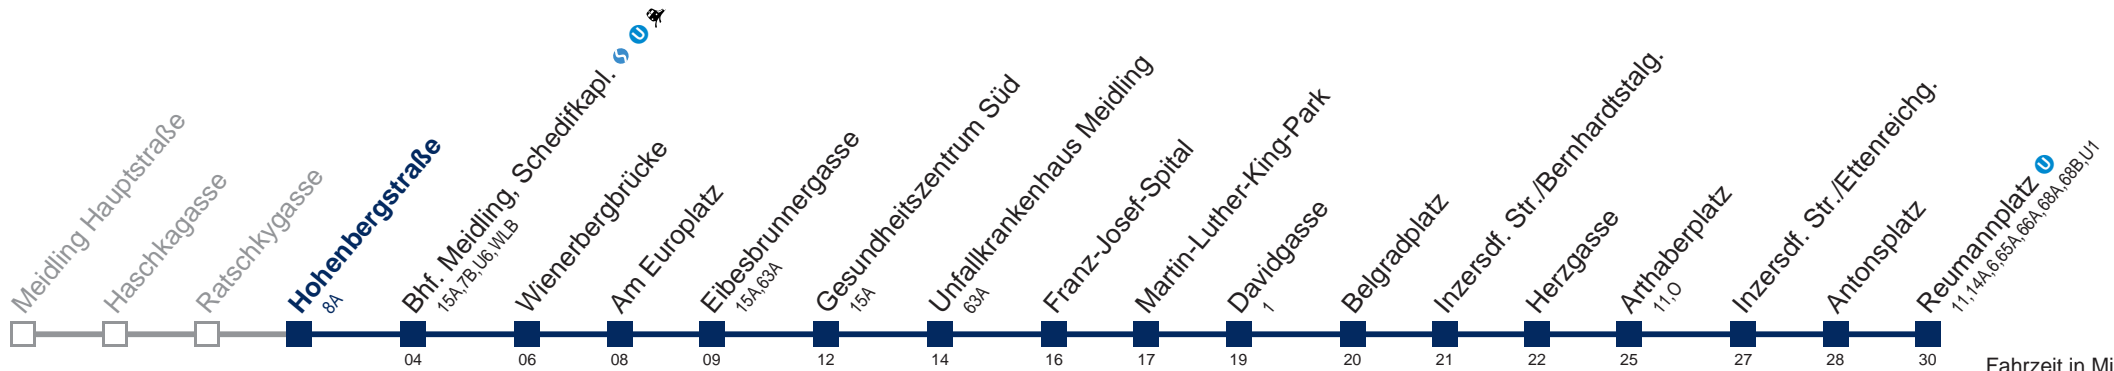 Meidling Hauptstraße
Haschkagasse
Ratschkygasse
Hohenbergstraße
8A
Bhf. Meidling, Schedifkapl.
15A,7B,U6,WLB
Wienerbergbrücke
Am Europlatz
Eibesbrunnergasse
15A,63A
Gesundheitszentrum Süd
15A
Unfallkrankenhaus Meidling
63A
Franz-Josef-Spital
Martin-Luther-King-Park
Davidgasse
1
Belgradplatz
Inzersdf. Str./Bernhardtstalg.
Herzgasse
Arthaberplatz
11,O
Inzersdf. Str./Ettenreichg.
Antonsplatz
Reumannplatz U
11,14A,6,65A,66A,68A,68B,U1
04 06 08 09 12 14 16 17 19 20 21 22 25 27 28 30
Fahrzeit in Mi